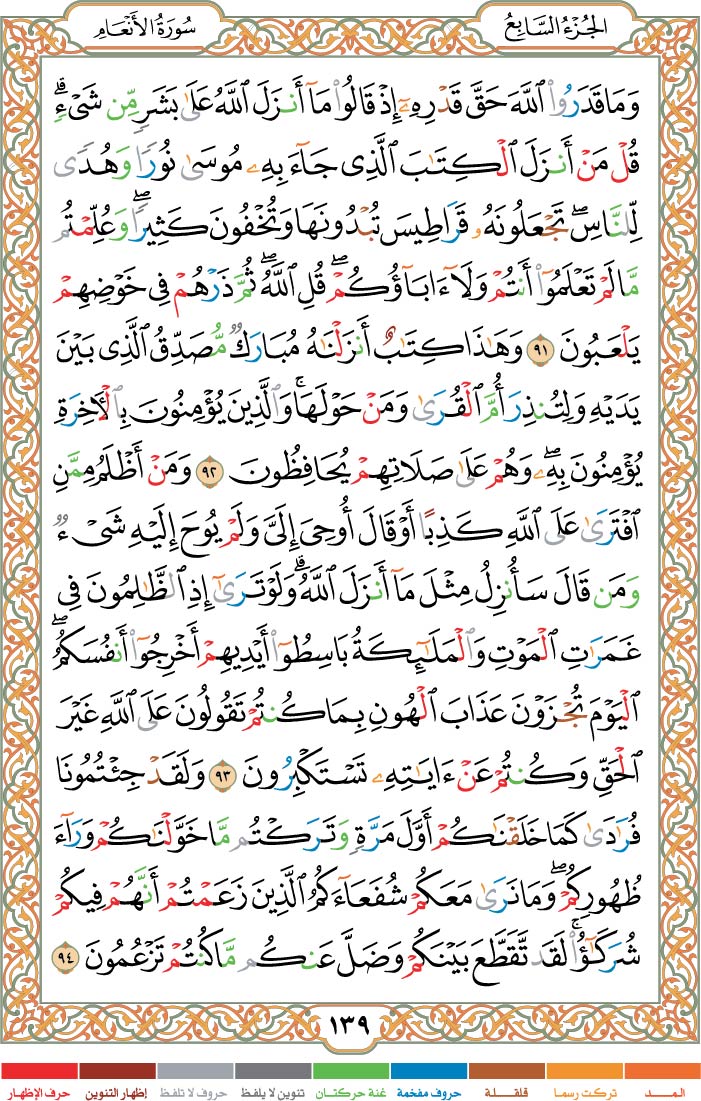 الجُزْءُ السَّابِعُ
سُورَةُ الأَنْعَامِ
وَمَا قَدَرُوا۟ ٱللَّهَ حَقَّ قَدْرِهِۦٓ إِذْ قَالُوا۟ مَآ أَنزَلَ ٱللَّهُ عَلَىٰ بَشَرٍ مِّن شَىْءٍ ۗ
قُلْ مَنْ أَنزَلَ ٱلْكِتَـٰبَ ٱلَّذِى جَآءَ بِهِۦ مُوسَىٰ نُورًا وَهُدًى
لِّلنَّاسِ ۖ تَجْعَلُونَهُۥ قَرَاطِيسَ تُبْدُونَهَا وَتُخْفُونَ كَثِيرًا ۖ وَعُلِّمْتُم
مَّا لَمْ تَعْلَمُوٓا۟ أَنتُمْ وَلَآ ءَابَآؤُكُمْ ۖ قُلِ ٱللَّهُ ۖ ثُمَّ ذَرْهُمْ فِى خَوْضِهِمْ
يَلْعَبُونَ ٩١ وَهَـٰذَا كِتَـٰبٌ أَنزَلْنَـٰهُ مُبَارَكٌ مُّصَدِّقُ ٱلَّذِى بَيْنَ
يَدَيْهِ وَلِتُنذِرَ أُمَّ ٱلْقُرَىٰ وَمَنْ حَوْلَهَا ۚ وَٱلَّذِينَ يُؤْمِنُونَ بِٱلْـَٔاخِرَةِ
يُؤْمِنُونَ بِهِۦ ۖ وَهُمْ عَلَىٰ صَلَاتِهِمْ يُحَافِظُونَ ٩٢ وَمَنْ أَظْلَمُ مِمَّنِ
ٱفْتَرَىٰ عَلَى ٱللَّهِ كَذِبًا أَوْ قَالَ أُوحِىَ إِلَىَّ وَلَمْ يُوحَ إِلَيْهِ شَىْءٌ
وَمَن قَالَ سَأُنزِلُ مِثْلَ مَآ أَنزَلَ ٱللَّهُ ۗ وَلَوْ تَرَىٰٓ إِذِ ٱلظَّـٰلِمُونَ فِى
غَمَرَٰتِ ٱلْمَوْتِ وَٱلْمَلَـٰٓئِكَةُ بَاسِطُوٓا۟ أَيْدِيهِمْ أَخْرِجُوٓا۟ أَنفُسَكُمُ ۖ
ٱلْيَوْمَ تُجْزَوْنَ عَذَابَ ٱلْهُونِ بِمَا كُنتُمْ تَقُولُونَ عَلَى ٱللَّهِ غَيْرَ
ٱلْحَقِّ وَكُنتُمْ عَنْ ءَايَـٰتِهِۦ تَسْتَكْبِرُونَ ٩٣ وَلَقَدْ جِئْتُمُونَا
فُرَٰدَىٰ كَمَا خَلَقْنَـٰكُمْ أَوَّلَ مَرَّةٍ وَتَرَكْتُم مَّا خَوَّلْنَـٰكُمْ وَرَآءَ
ظُهُورِكُمْ ۖ وَمَا نَرَىٰ مَعَكُمْ شُفَعَآءَكُمُ ٱلَّذِينَ زَعَمْتُمْ أَنَّهُمْ فِيكُمْ
شُرَكَـٰٓؤُا۟ ۚ لَقَد تَّقَطَّعَ بَيْنَكُمْ وَضَلَّ عَنكُم مَّا كُنتُمْ تَزْعُمُونَ ٩٤
١٣٩
المـــد تركت رسما قلقـــلة حروف مفخمة غنة حركتان تنوين لا يلفظ حروف لا تلفظ إظهار التنوين حرف الإظهار